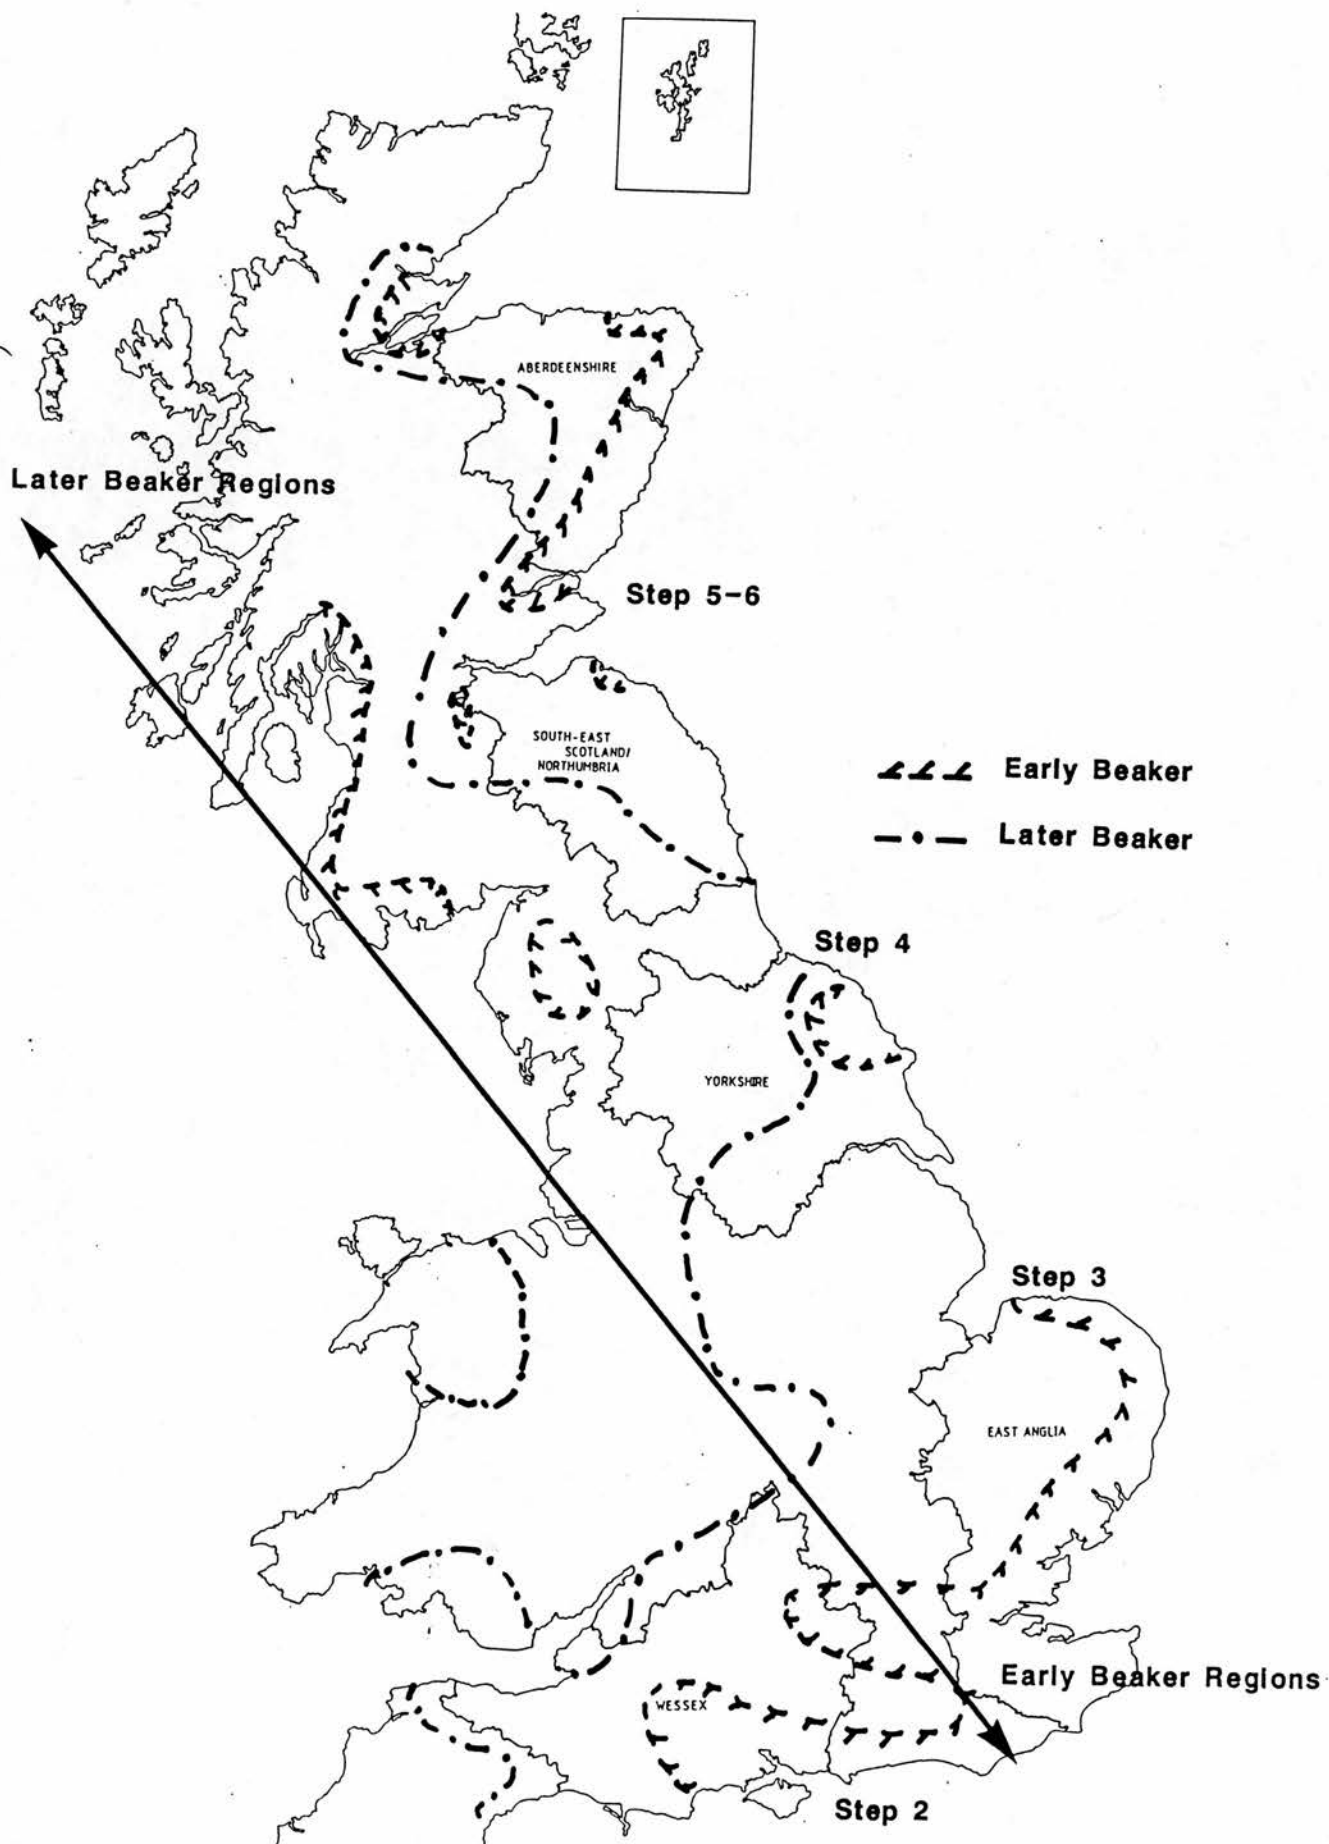 ABERDEENSHIRE
Later Beaker Regions
Step 5-6
SOUTH-EAST
SCOTLAND/
NORTHUMBRIA
Early Beaker
Later Beaker
Step 4
YORKSHIRE
Step 3
EAST ANGLIA
Early Beaker Regions
WESSEX
Step 2